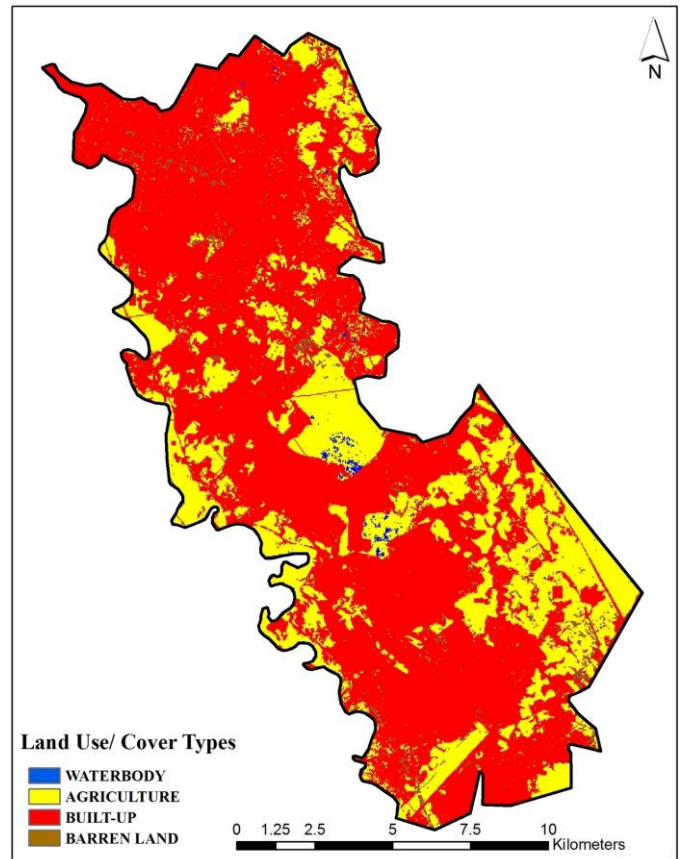 N
Land Use/ Cover Types
WATERBODY
AGRICULTURE
BUILT-UP
BARREN LAND
0 1.25 2.5 5 7.5 10
Kilometers